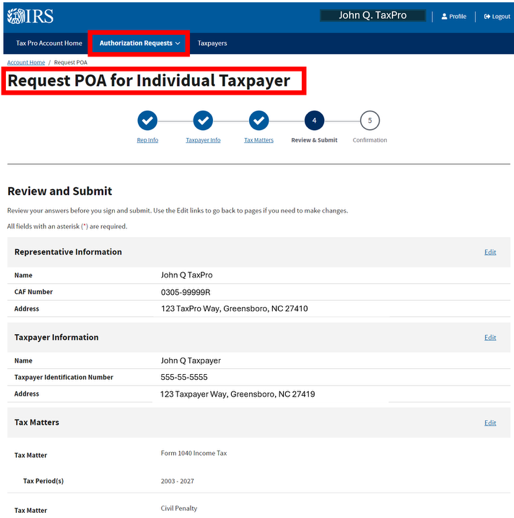 IRS
John Q. TaxPro
Profile
Logout
Tax Pro Account Home
Authorization Requests
Taxpayers
Account Home / Request POA
Request POA for Individual Taxpayer
4
5
Rep Info
Taxpayer Info
Tax Matters
Review & Submit
Confirmation
Review and Submit
Review your answers before you sign and submit. Use the Edit links to go back to pages if you need to make changes.
All fields with an asterisk (*) are required.
Representative Information
Edit
Name
John Q TaxPro
CAF Number
0305-99999R
Address
123 TaxPro Way, Greensboro, NC 27410
Taxpayer Information
Edit
Name
John Q Taxpayer
Taxpayer Identification Number
555-55-5555
Address
123 Taxpayer Way, Greensboro, NC 27419
Tax Matters
Edit
Tax Matter
Form 1040 Income Tax
Tax Period(s)
2003 - 2027
Tax Matter
Civil Penalty